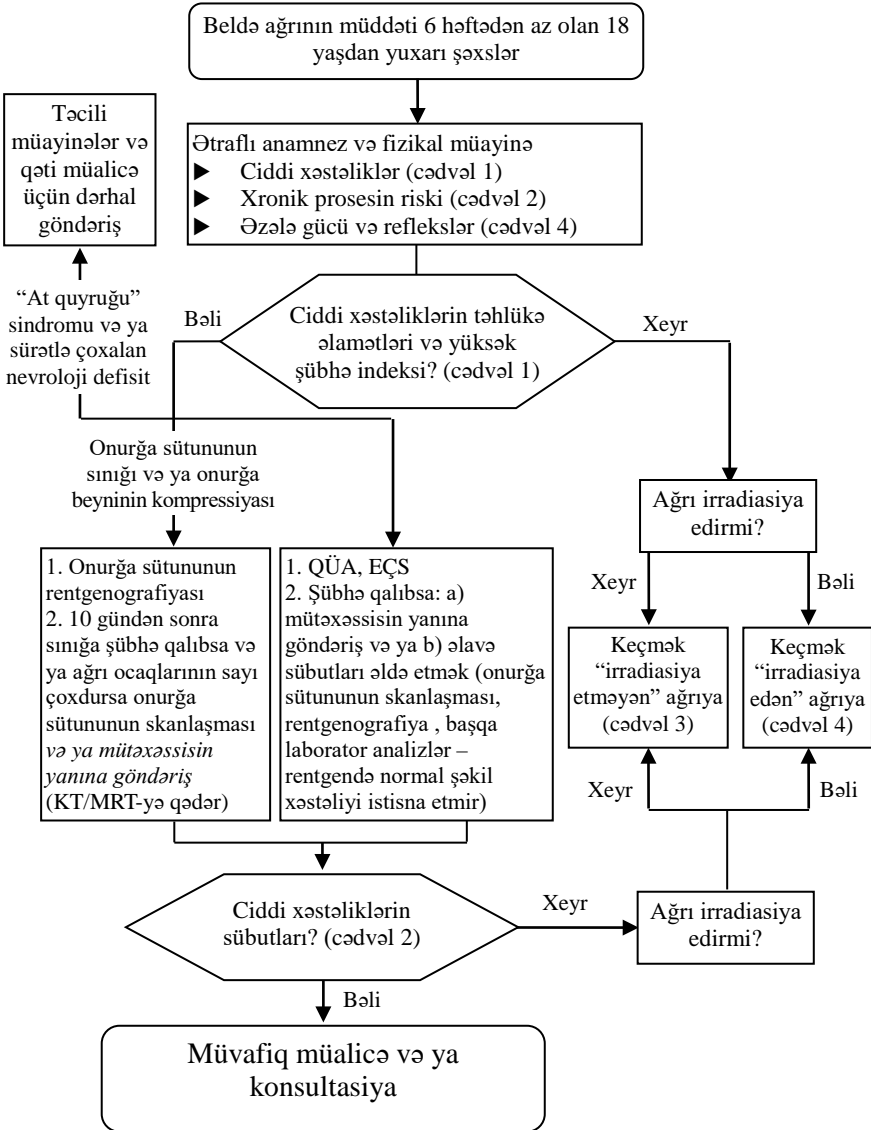 Beldə ağrının müddəti 6 həftədən az olan 18
yaşdan yuxarı şəxslər
Təcili
müayinələr və
qəti müalicə
üçün dərhal
göndəriş
Ətraflı anamnez və fizikal müayinə
▶ Ciddi xəstəliklər (cədvəl 1)
▶ Xronik prosesin riski (cədvəl 2)
▶ Əzələ gücü və reflekslər (cədvəl 4)
“At quyruğu”
sindromu və ya
sürətlə çoxalan
nevroloji defisit
Bəli
Ciddi xəstəliklərin təhlükə
əlamətləri və yüksək
şübhə indeksi? (cədvəl 1)
Xeyr
Onurğa sütununun
sınığı və ya onurğa
beyninin kompressiyası
Ağrı irradiasiya
edirmi?
1. Onurğa sütununun
rentgenografiyası
2. 10 gündən sonra
sınığa şübhə qalıbsa və
ya ağrı ocaqlarının sayı
çoxdursa onurğa
sütununun skanlaşması
və ya mütəxəssisin
yanına göndəriş
(KT/MRT-yə qədər)
1. QÜA, EÇS
2. Şübhə qalıbsa: a)
mütəxəssisin yanına
göndəriş və ya b) əlavə
sübutları əldə etmək (onurğa
sütununun skanlaşması,
rentgenografiya , başqa
laborator analizlər –
rentgendə normal şəkil
xəstəliyi istisna etmir)
Xeyr
Bəli
Keçmək
“irradiasiya
etməyən” ağrıya
(cədvəl 3)
Keçmək
“irradiasiya
edən” ağrıya
(cədvəl 4)
Xeyr
Bəli
Ciddi xəstəliklərin
sübutları? (cədvəl 2)
Xeyr
Ağrı irradiasiya
edirmi?
Bəli
Müvafiq müalicə və ya
konsultasiya